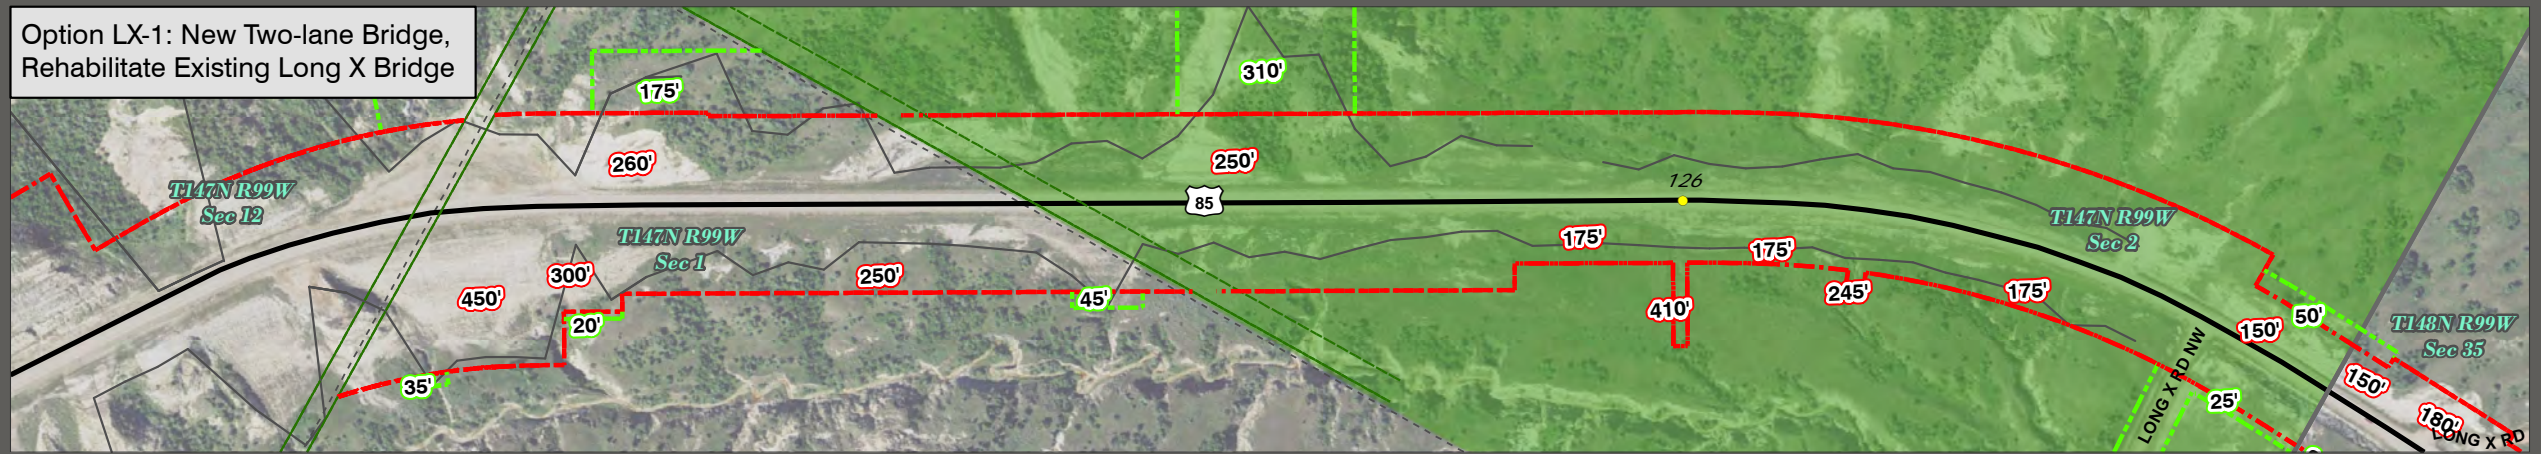 Option LX-1: New Two-lane Bridge,
Rehabilitate Existing Long X Bridge
175'
310'
260'
250'
T147N R99W
Sec 12
85
126
T147N R99W
Sec 1
T147N R99W
Sec 2
175'
175'
300'
250'
450'
45'
20'
410'
245'
175'
35'
50'
150'
T148N R99W
Sec 35
LONG X RD NW
25'
150'
180'
LONG X RD